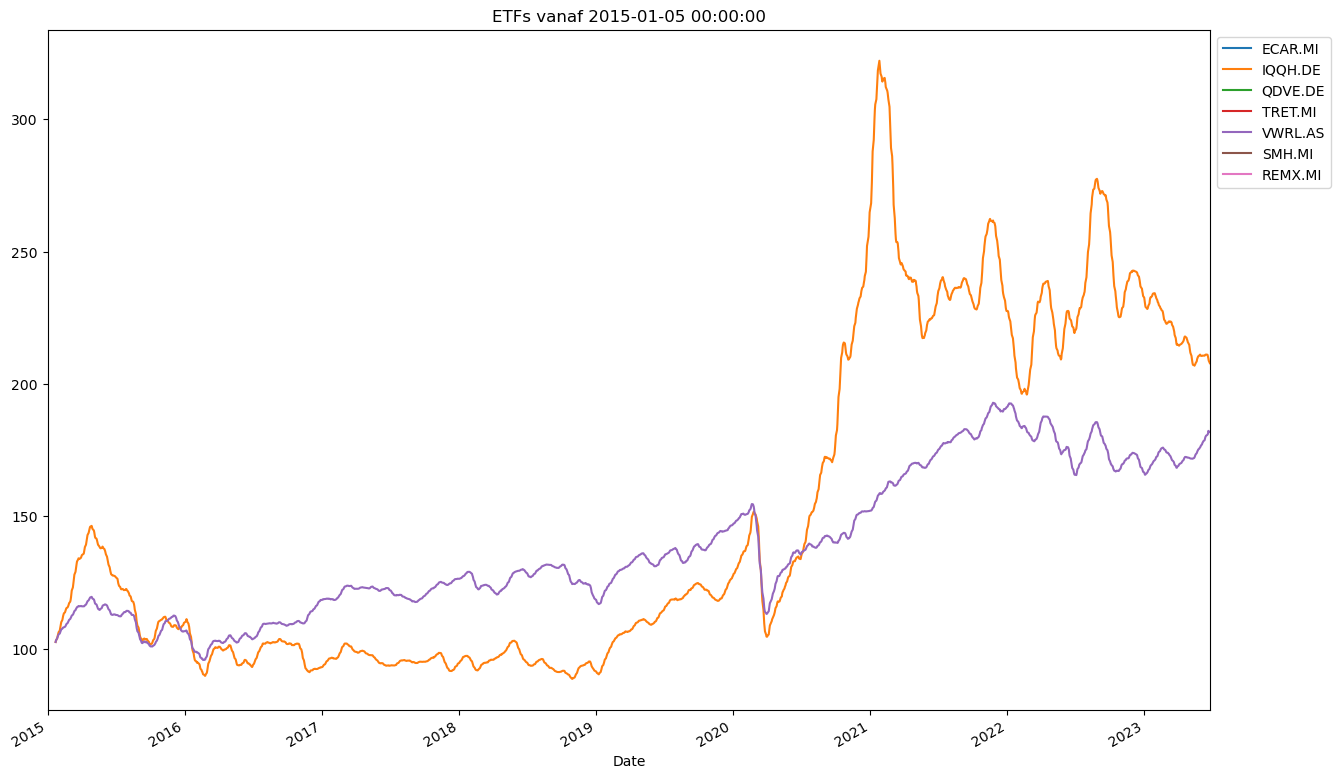 ETFs vanaf 2015-01-05 00:00:00
ECAR.MI
IQQH.DE
QDVE.DE
TRET.MI
VWRL.AS
SMH.MI
REMX.MI
300
250
200
150
100
2015 2016 2017 2018 2019 2020 2021 2022 2023
Date